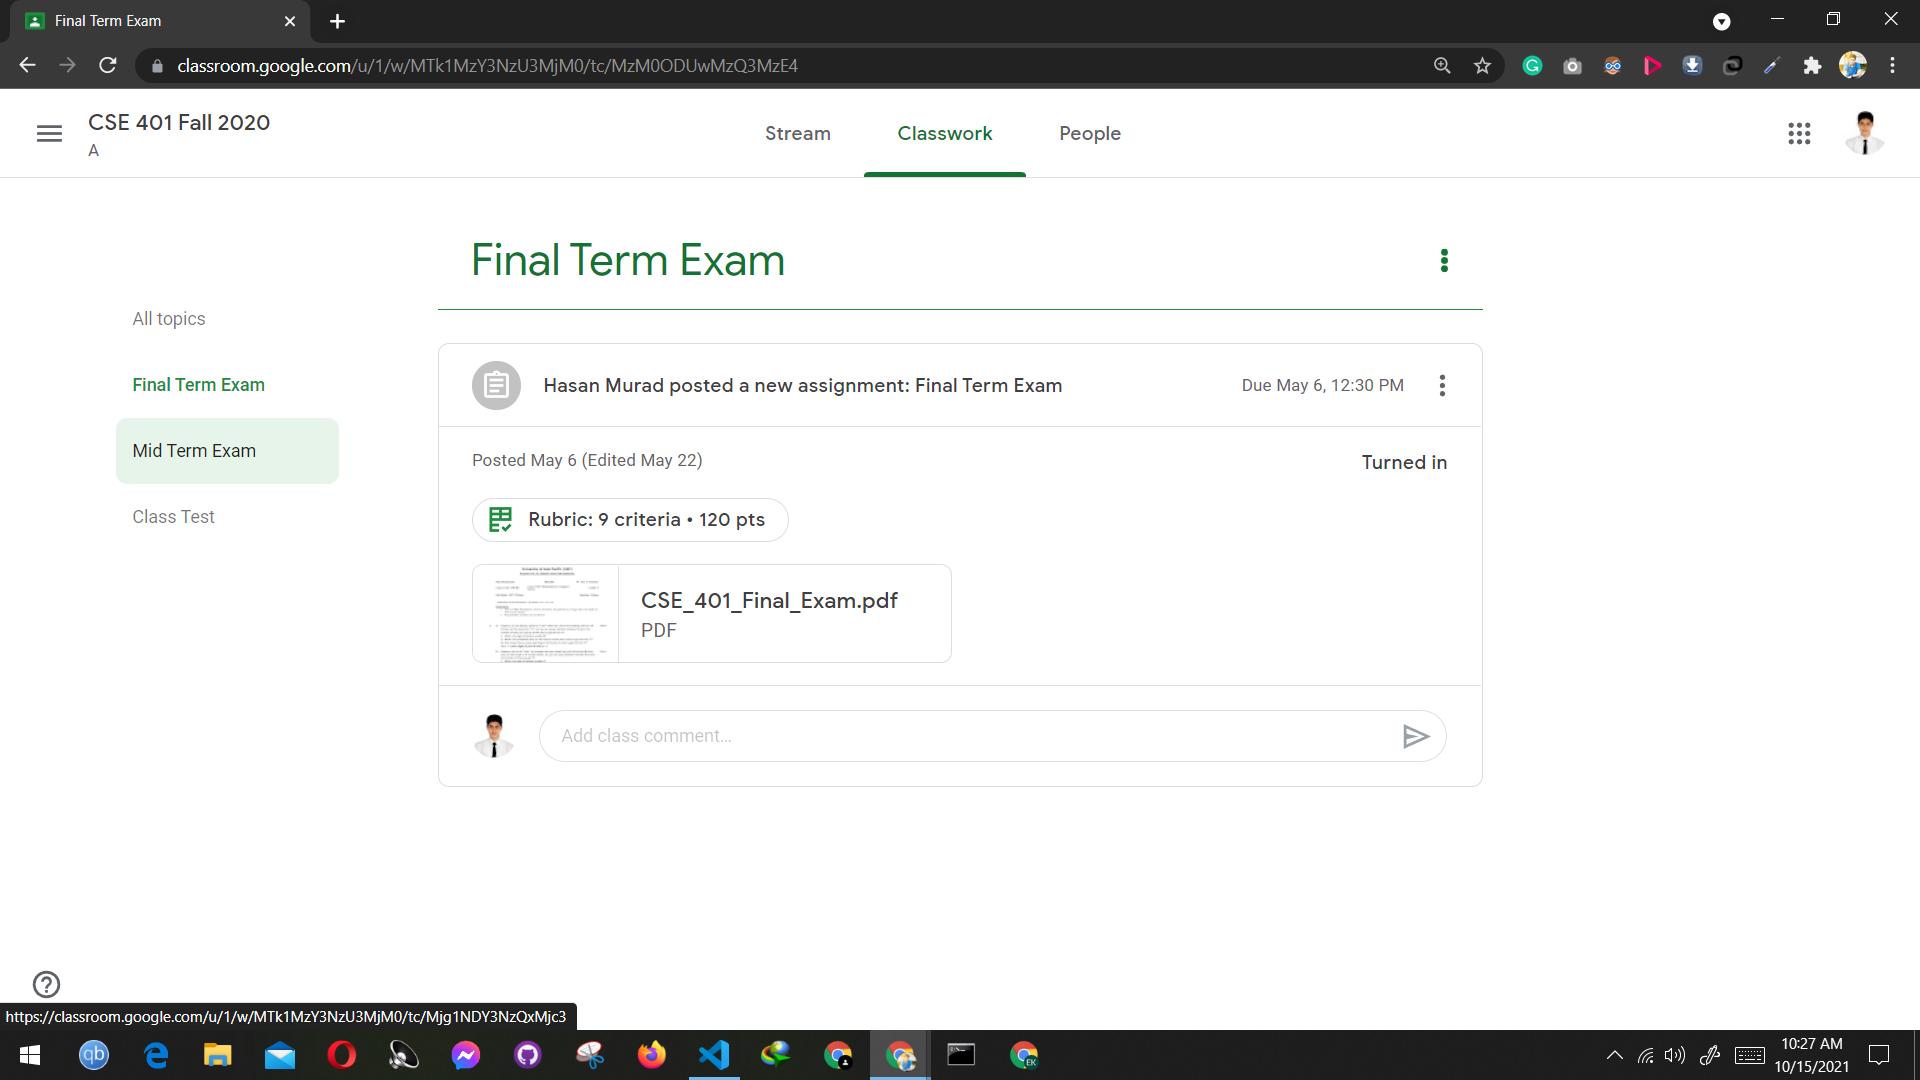 Final Term Exam
classroom.google.com/u/1/w/MTk1MzY3NzU3MjM0/tc/MzM0ODUwMzQ3MzE4
CSE 401 Fall 2020
A
Stream
Classwork
People
Final Term Exam
All topics
Final Term Exam
Mid Term Exam
Class Test
Hasan Murad posted a new assignment: Final Term Exam
Due May 6, 12:30 PM
Posted May 6 (Edited May 22)
Turned in
Rubric: 9 criteria • 120 pts
CSE_401_Final_Exam.pdf
PDF
Add class comment...
https://classroom.google.com/u/1/w/MTk1MzY3NzU3MjM0/tc/Mjg1NDY3NzQxMjc3
qb
EK
10:27 AM
10/15/2021